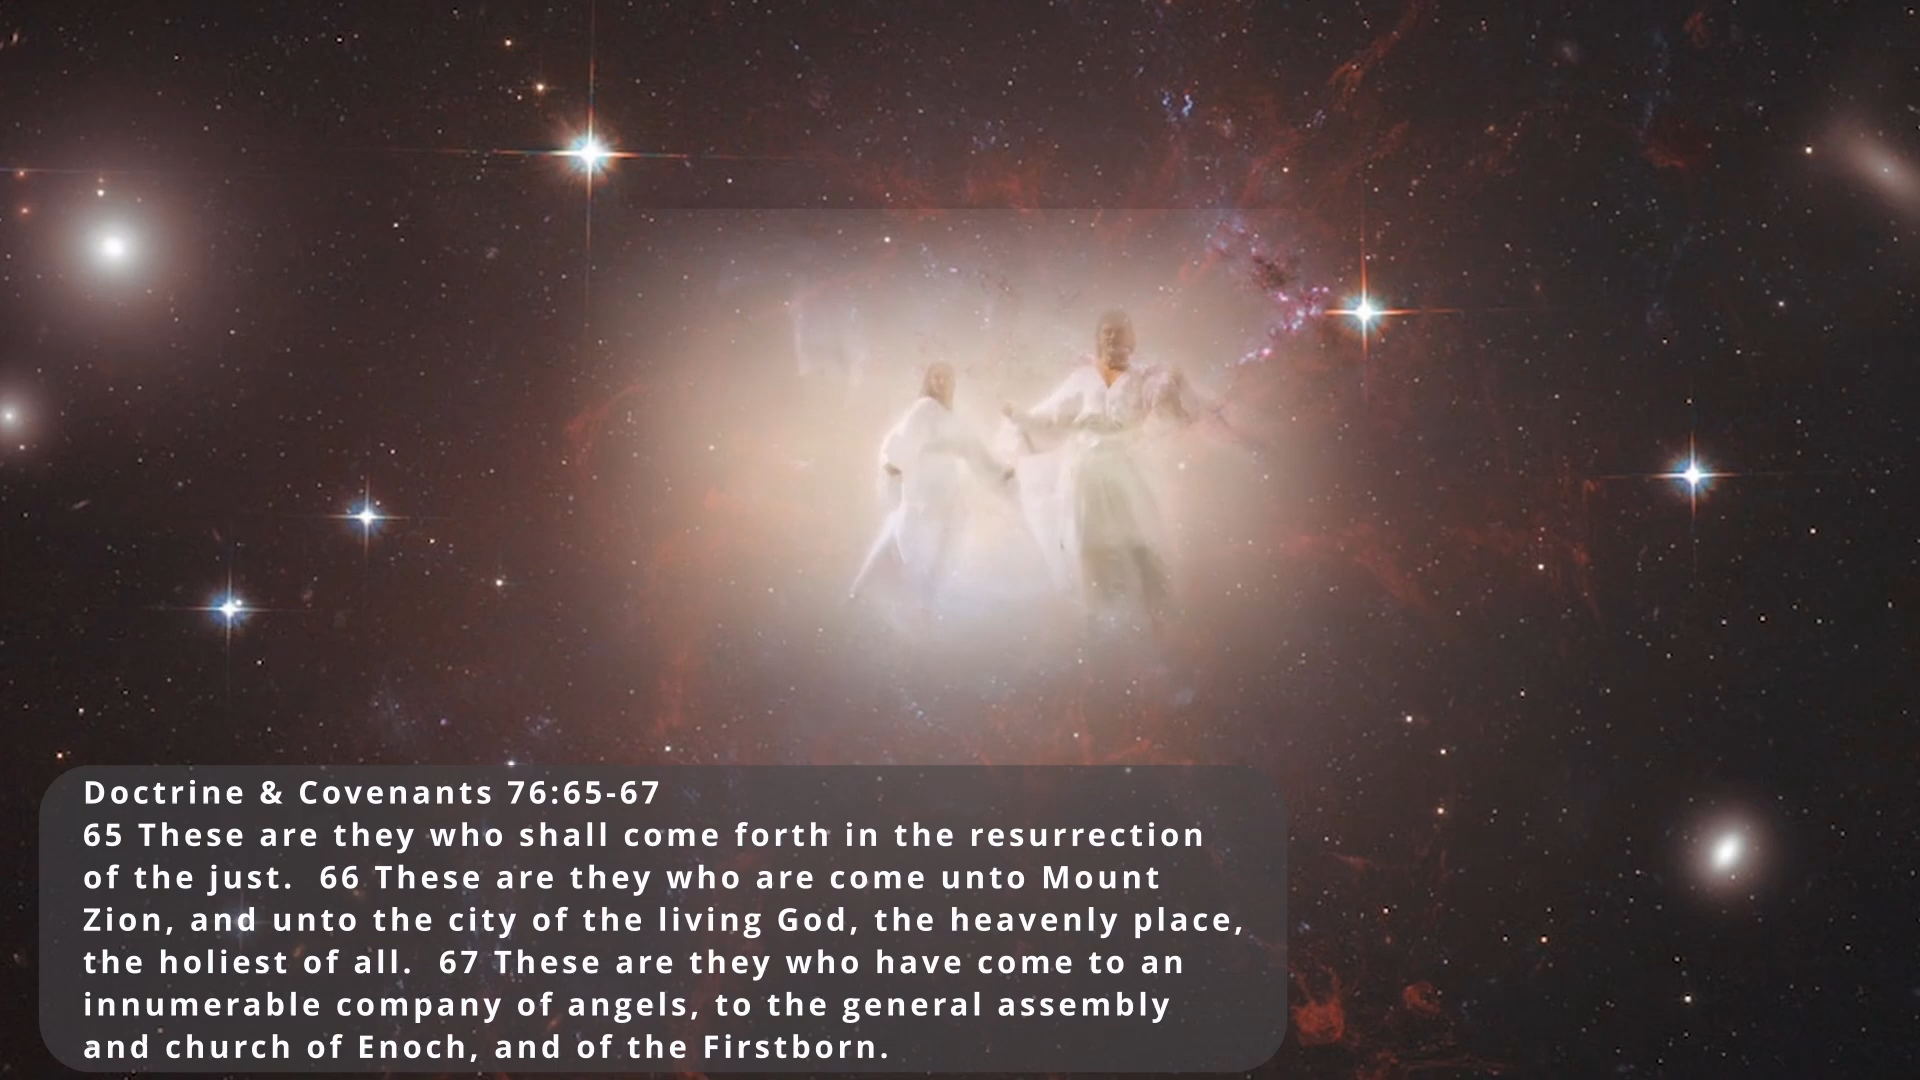 Doctrine & Covenants 76:65-67
65 These are they who shall come forth in the resurrection
of the just.  66 These are they who are come unto Mount
Zion, and unto the city of the living God, the heavenly place,
the holiest of all.  67 These are they who have come to an
innumerable company of angels, to the general assembly
and church of Enoch, and of the Firstborn.